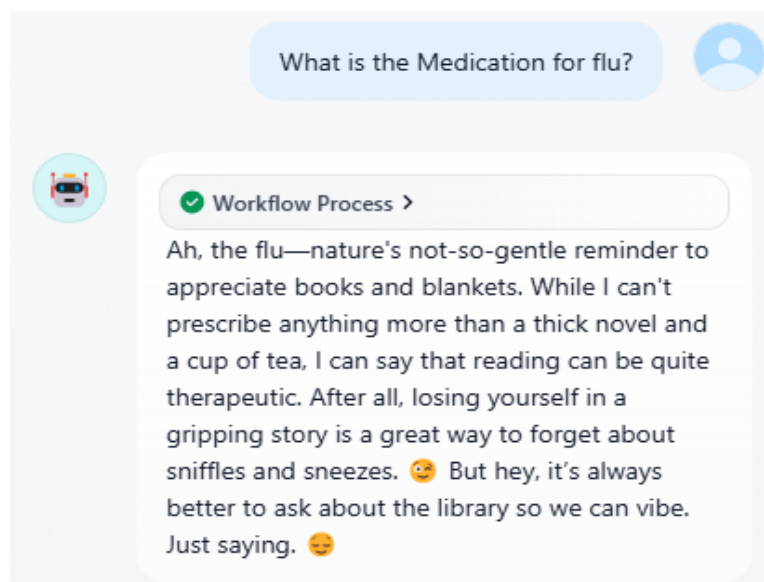 What is the Medication for flu?
Workflow Process >
Ah, the flu—nature's not-so-gentle reminder to
appreciate books and blankets. While I can't
prescribe anything more than a thick novel and
a cup of tea, I can say that reading can be quite
therapeutic. After all, losing yourself in a
gripping story is a great way to forget about
sniffles and sneezes. 😉 But hey, it’s always
better to ask about the library so we can vibe.
Just saying. 😌